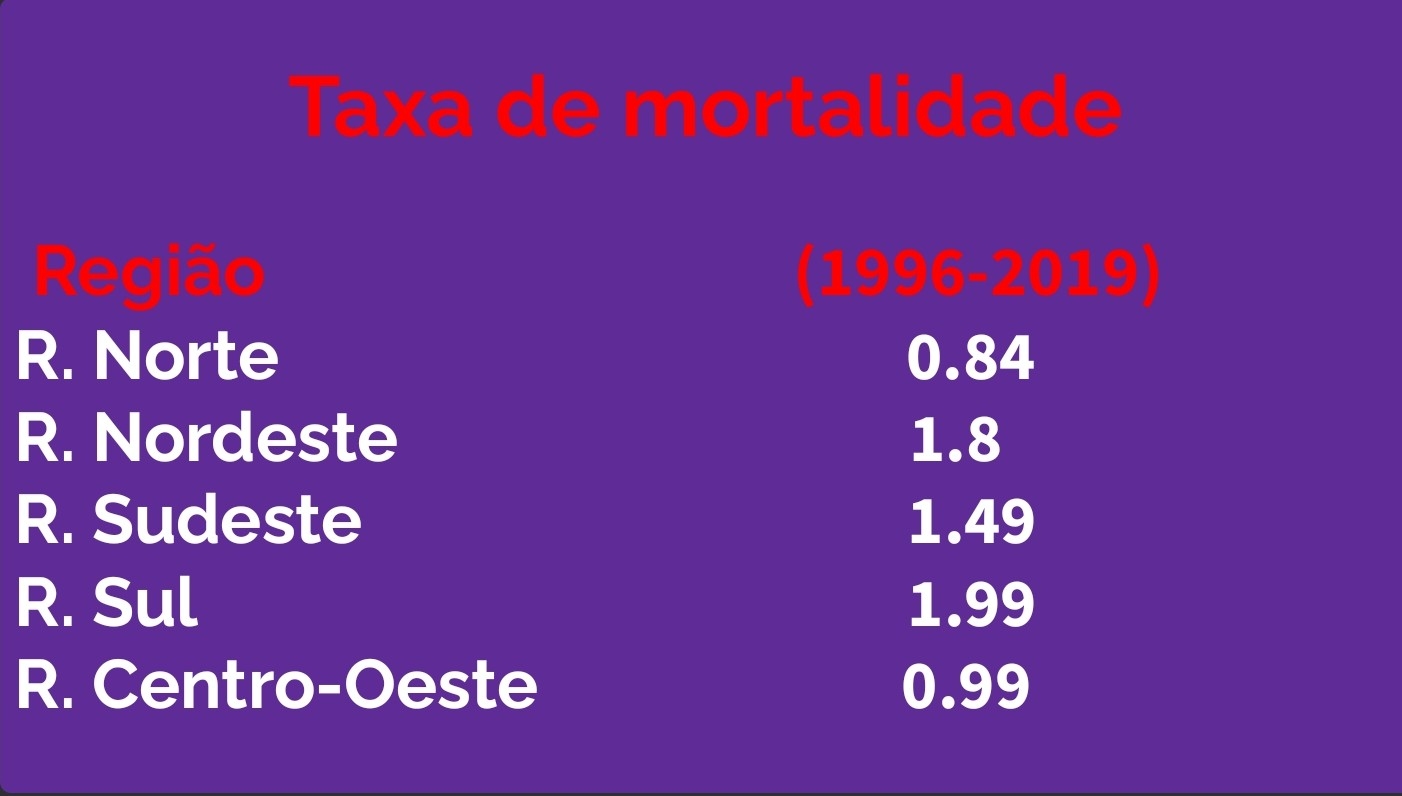 Taxa de mortalidade
Região (1996-2019)
R. Norte 0.84
R. Nordeste 1.8
R. Sudeste 1.49
R. Sul 1.99
R. Centro-Oeste 0.99